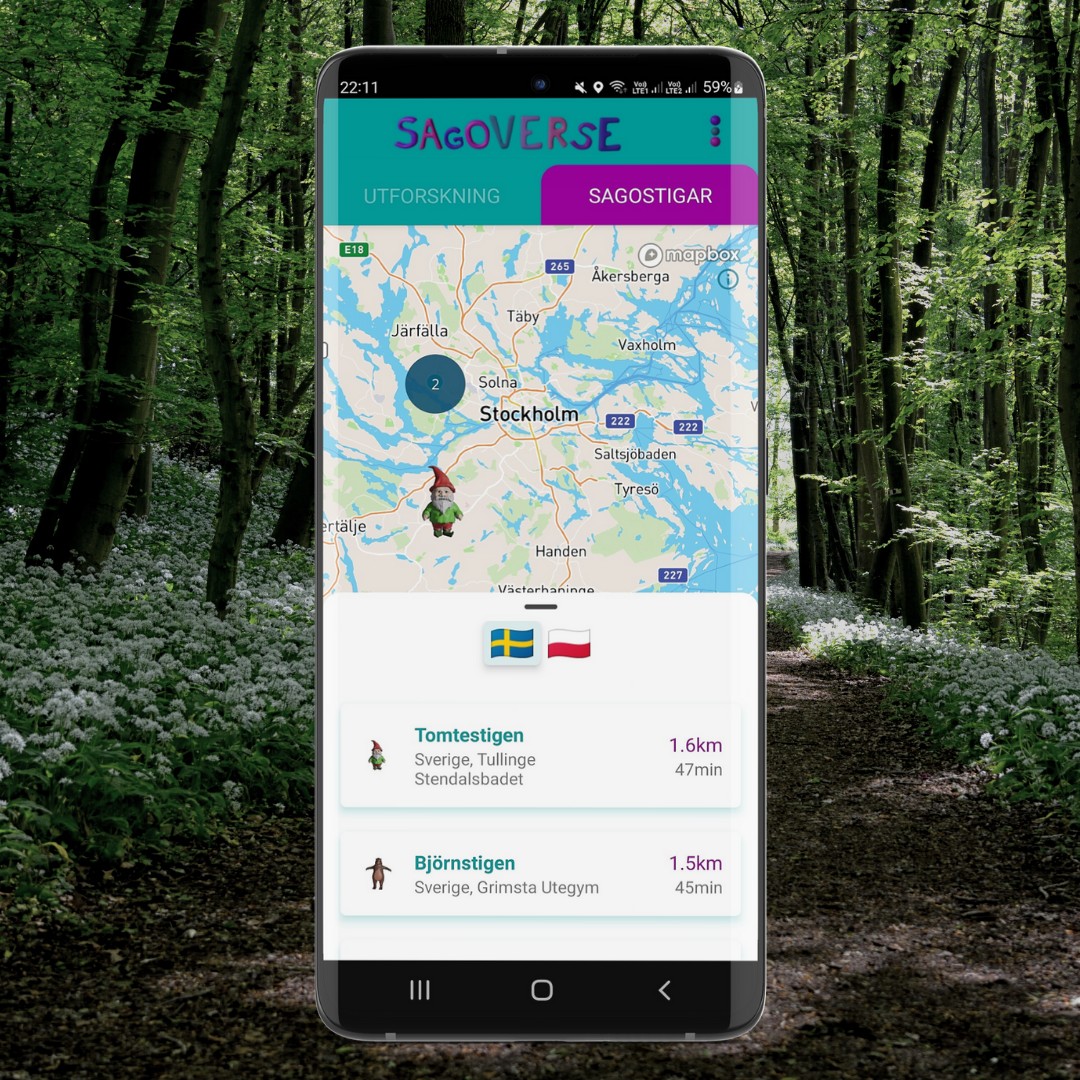 22:11
Vo)) LTE1 Vo)) LTE2 59%
SAGOVERSE
UTFORSKNING
SAGOSTIGAR
E18
mapbox
265
Åkersberga
Täby
Järfälla
Vaxholm
2
Solna
Stockholm
222
222
Saltsjöbaden
Tyresö
ertälje
Handen
227
Västerhaninge
Tomtestigen
1.6km
Sverige, Tullinge
47min
Stendalsbadet
Björnstigen
1.5km
Sverige, Grimsta Utegym
45min